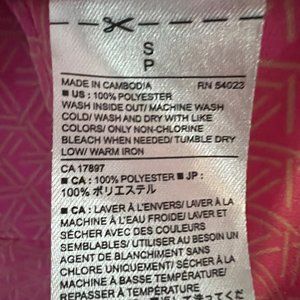 S
P
MADE IN CAMBODIA RN 54023
■ US : 100% POLYESTER
WASH INSIDE OUT/ MACHINE WASH
COLD/ WASH AND DRY WITH LIKE
COLORS/ ONLY NON-CHLORINE
BLEACH WHEN NEEDED/ TUMBLE DRY
LOW/ WARM IRON
CA 17897
■ CA : 100% POLYESTER ■ JP :
100% ポリエステル
■ CA : LAVER À L'ENVERS/ LAVER À LA
MACHINE À L'EAU FROIDE/ LAVER ET
SÉCHER AVEC DES COULEURS
SEMBLABLES/ UTILISER AU BESOIN UN
AGENT DE BLANCHIMENT SANS
CHLORE UNIQUEMENT/ SÉCHER À LA
MACHINE À BASSE TEMPÉRATURE/
REPASSER À TEMPÉRATURE